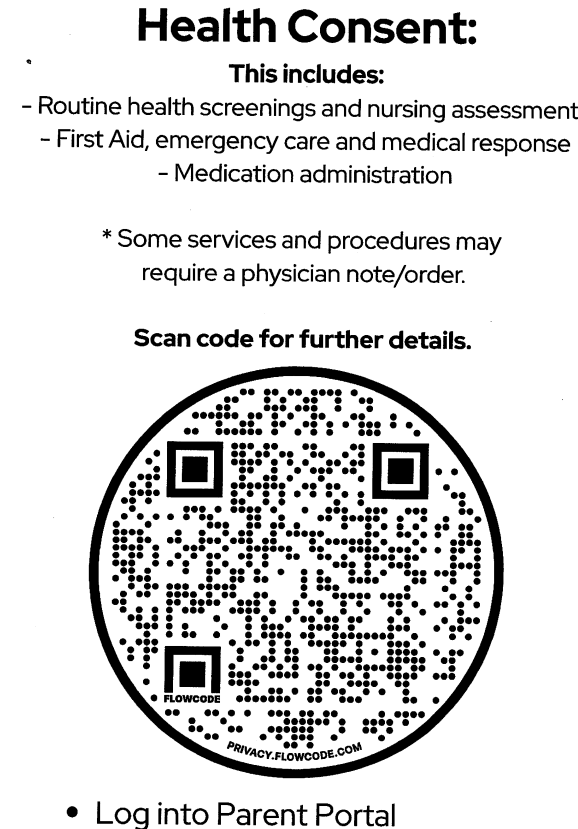 Health Consent:
This includes:
- Routine health screenings and nursing assessment
- First Aid, emergency care and medical response
- Medication administration
* Some services and procedures may
require a physician note/order.
Scan code for further details.
FLOWCODE
PRIVACY.FLOWCODE.COM
• Log into Parent Portal